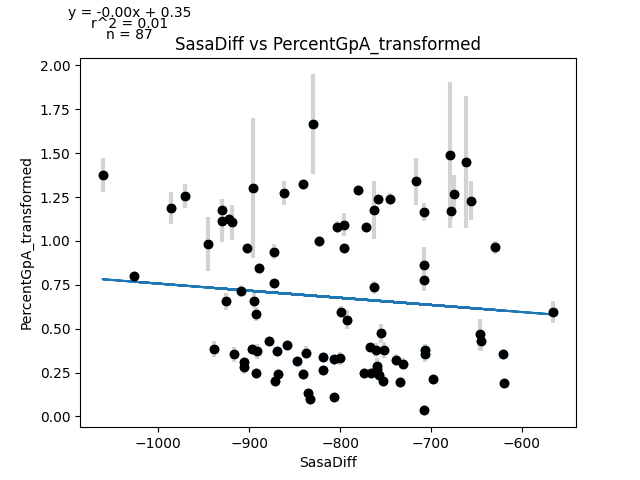 y = -0.00x + 0.35
r^2 = 0.01
n = 87
SasaDiff vs PercentGpA_transformed
2.00
1.75
1.50
1.25
1.00
0.75
0.50
0.25
0.00
PercentGpA_transformed
−1000
−900
−800
−700
−600
SasaDiff